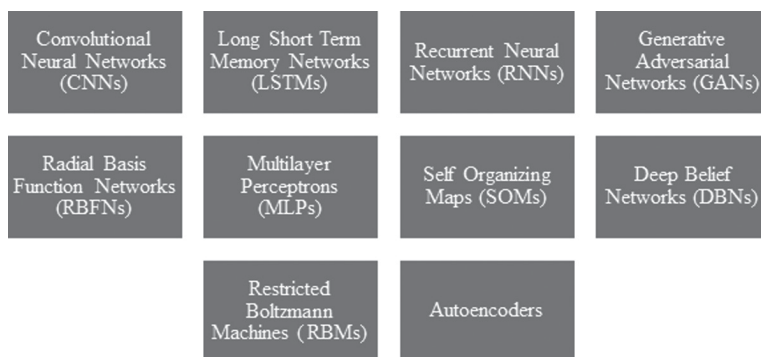 Convolutional
Neural Networks
(CNNs)
Long Short Term
Memory Networks
(LSTMs)
Recurrent Neural
Networks (RNNs)
Generative
Adversarial
Networks (GANs)
Radial Basis
Function Networks
(RBFNs)
Multilayer
Perceptrons
(MLPs)
Self Organizing
Maps (SOMs)
Deep Belief
Networks (DBNs)
Restricted
Boltzmann
Machines (RBMs)
Autoencoders